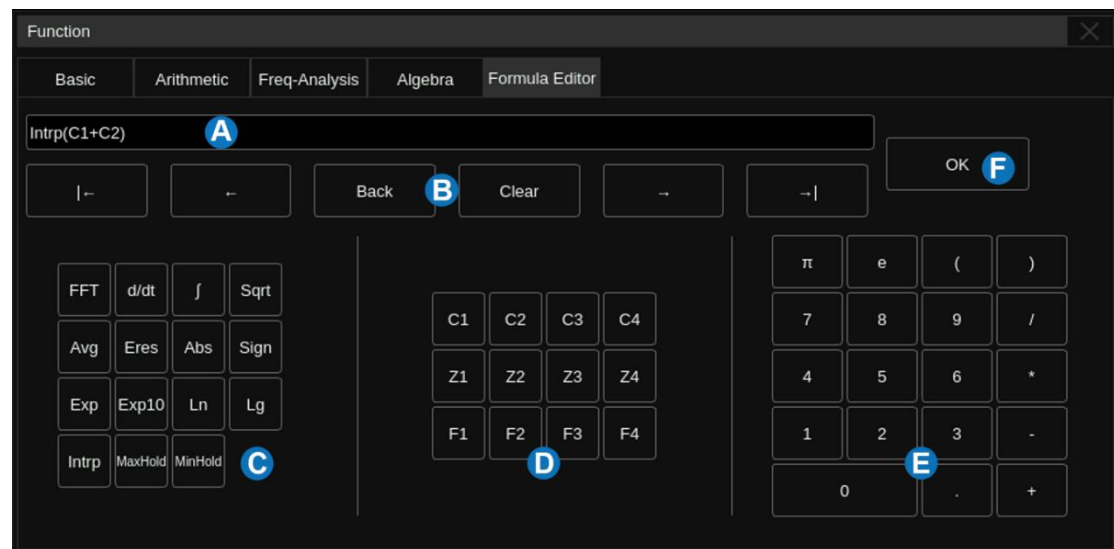 Function
Basic Arithmetic Freq-Analysis Algebra Formula Editor
Intrp(C1+C2) A
OK F
|← ← Back B Clear → →|
π e ( )
FFT d/dt ∫ Sqrt
C1 C2 C3 C4
7 8 9 /
Avg Eres Abs Sign
Z1 Z2 Z3 Z4
4 5 6 *
Exp Exp10 Ln Lg
F1 F2 F3 F4
1 2 3 -
Intrp MaxHold MinHold C
D
E
0 . +